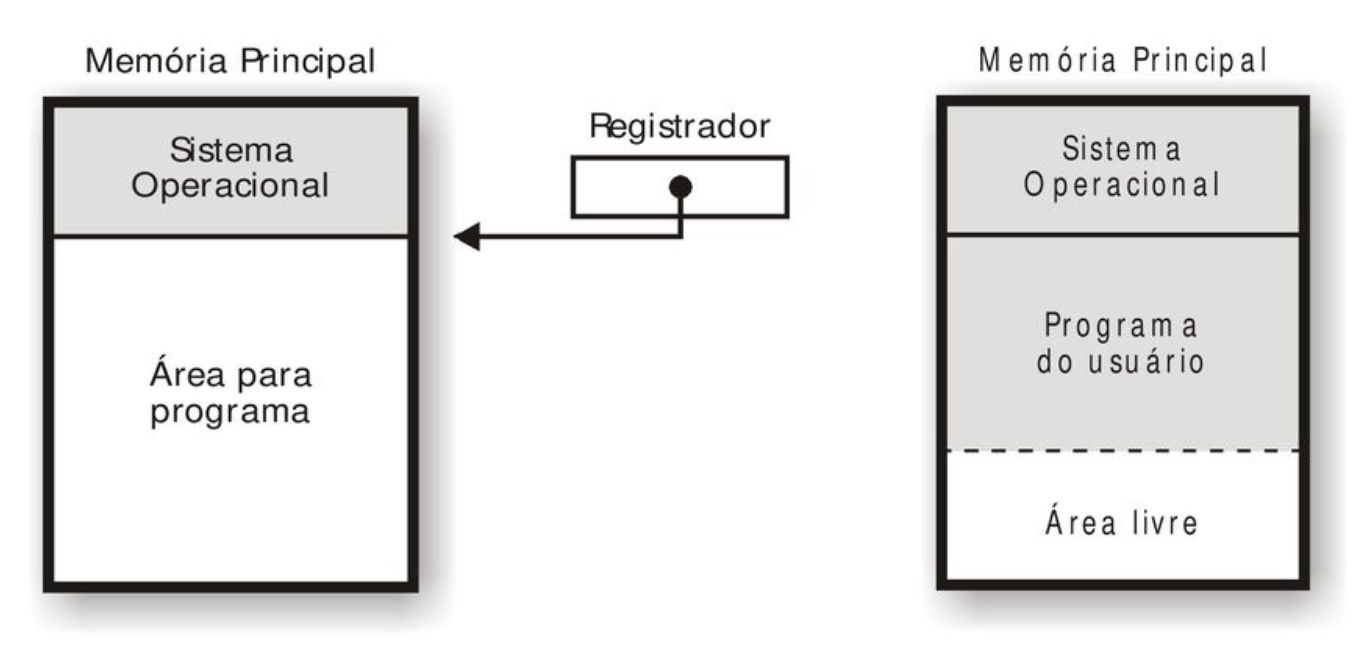 Memória Principal
Sistema
Operacional
Área para
programa
Registrador
Memória Principal
Sistema
Operacional
Programa
do usuário
Área livre